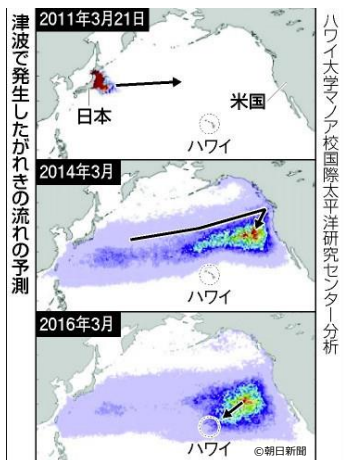 津波で発生したがれきの流れの予測
ハワイ大学マノア校国際太平洋研究センター分析
2011年3月21日
日本
米国
ハワイ
2014年3月
ハワイ
2016年3月
ハワイ
©朝日新聞